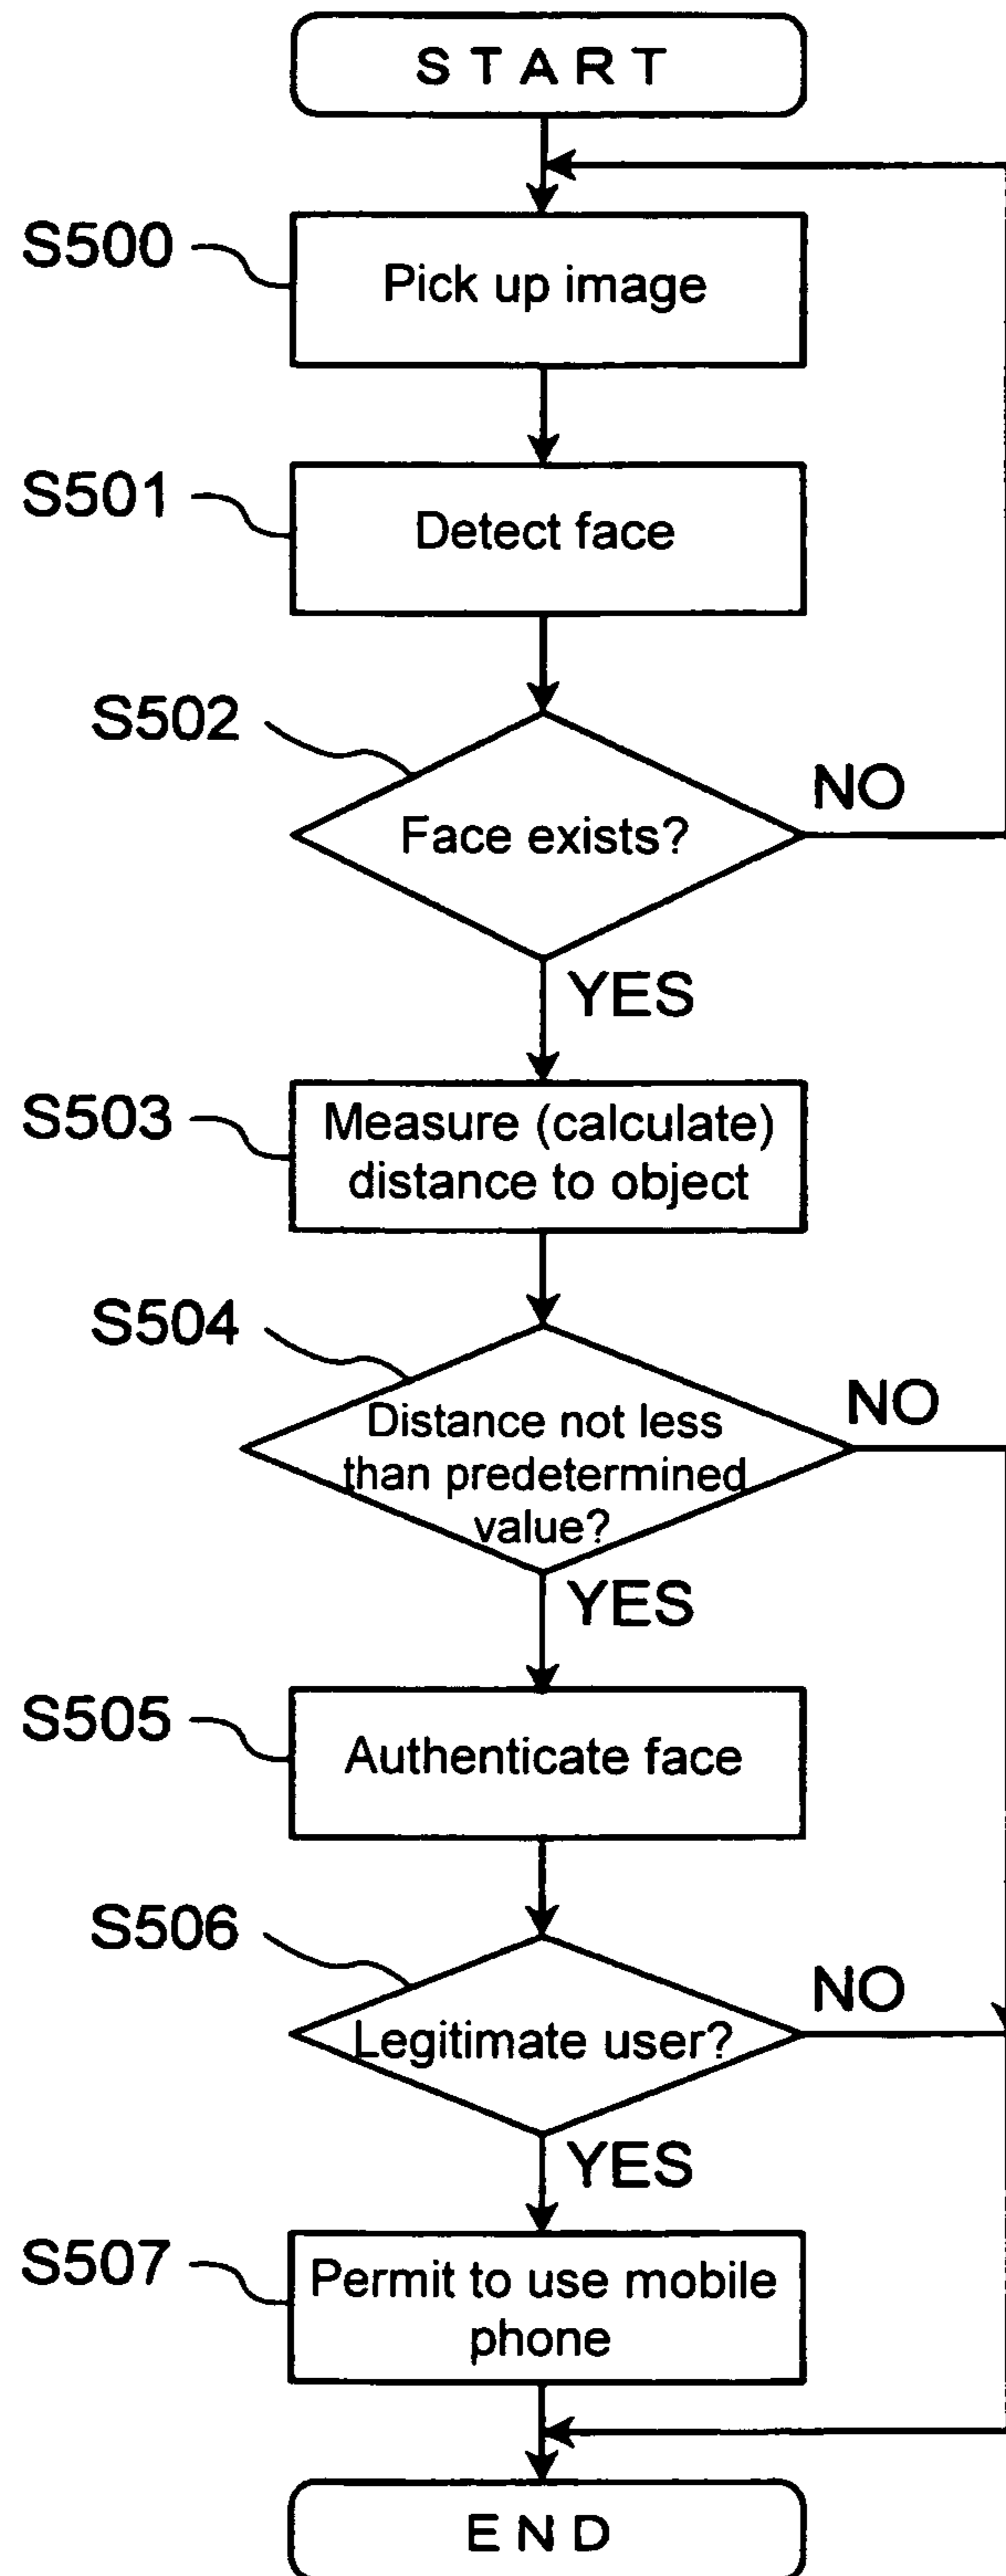 START
S500
Pick up image
S501
Detect face
S502
Face exists?
NO
YES
S503
Measure (calculate)
distance to object
S504
Distance not less
than predetermined
value?
NO
YES
S505
Authenticate face
S506
Legitimate user?
NO
YES
S507
Permit to use mobile
phone
END